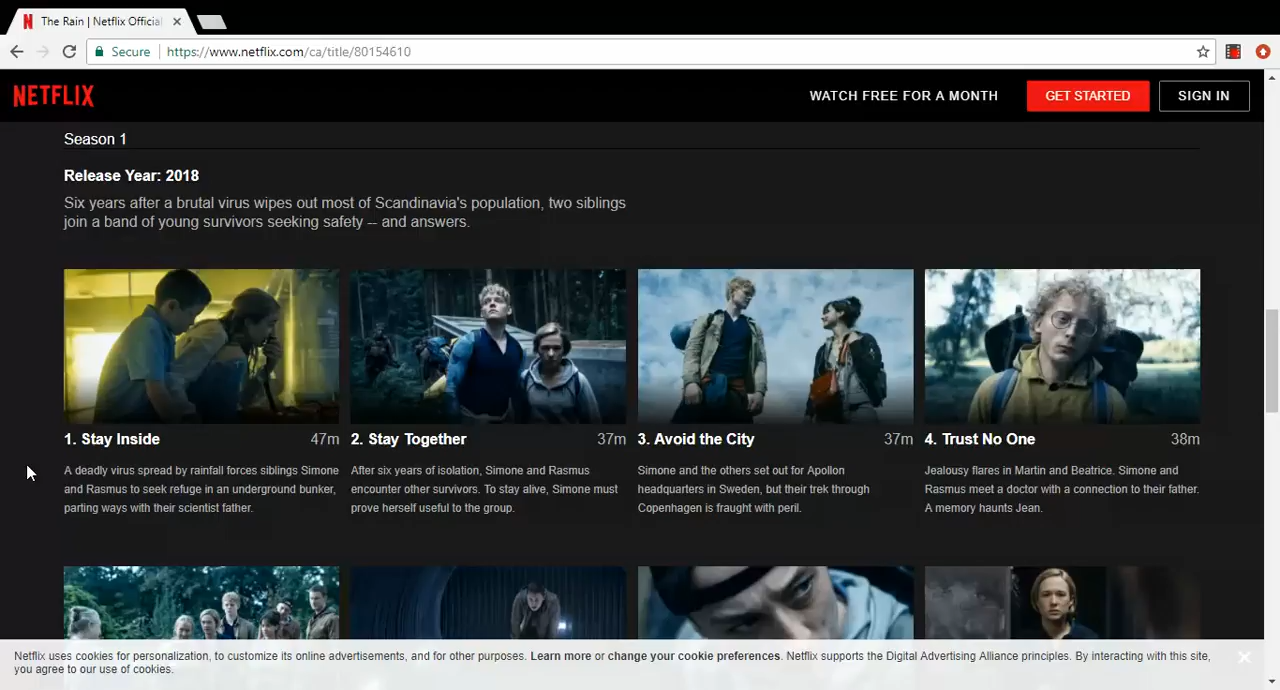 The Rain | Netflix Official
Secure
https://www.netflix.com/ca/title/80154610
NETFLIX
WATCH FREE FOR A MONTH
GET STARTED
SIGN IN
Season 1
Release Year: 2018
Six years after a brutal virus wipes out most of Scandinavia's population, two siblings
join a band of young survivors seeking safety -- and answers.
1. Stay Inside 47m
A deadly virus spread by rainfall forces siblings Simone
and Rasmus to seek refuge in an underground bunker,
parting ways with their scientist father.
2. Stay Together 37m
After six years of isolation, Simone and Rasmus
encounter other survivors. To stay alive, Simone must
prove herself useful to the group.
3. Avoid the City 37m
Simone and the others set out for Apollon
headquarters in Sweden, but their trek through
Copenhagen is fraught with peril.
4. Trust No One 38m
Jealousy flares in Martin and Beatrice. Simone and
Rasmus meet a doctor with a connection to their father.
A memory haunts Jean.
Netflix uses cookies for personalization, to customize its online advertisements, and for other purposes. Learn more or change your cookie preferences. Netflix supports the Digital Advertising Alliance principles. By interacting with this site,
you agree to our use of cookies.